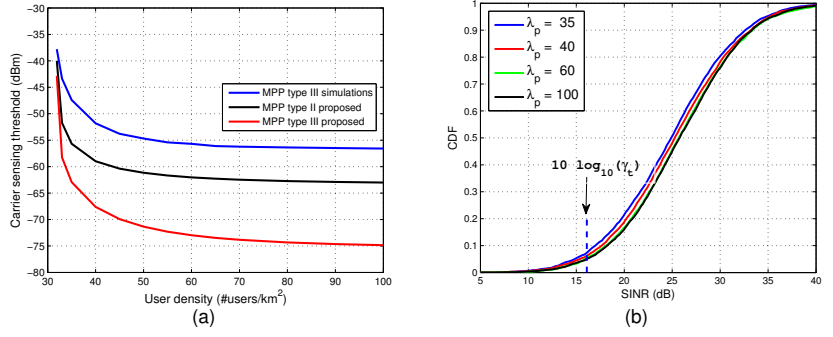 −30
−35
−40
−45
−50
−55
−60
−65
−70
−75
−80
30 40 50 60 70 80 90 100
Carrier sensing threshold (dBm)
User density (#users/km²)
MPP type III simulations
MPP type II proposed
MPP type III proposed
(a)
1
0.9
0.8
0.7
0.6
0.5
0.4
0.3
0.2
0.1
0
5 10 15 20 25 30 35 40
CDF
SINR (dB)
λp = 35
λp = 40
λp = 60
λp = 100
10 log10(γt)
(b)